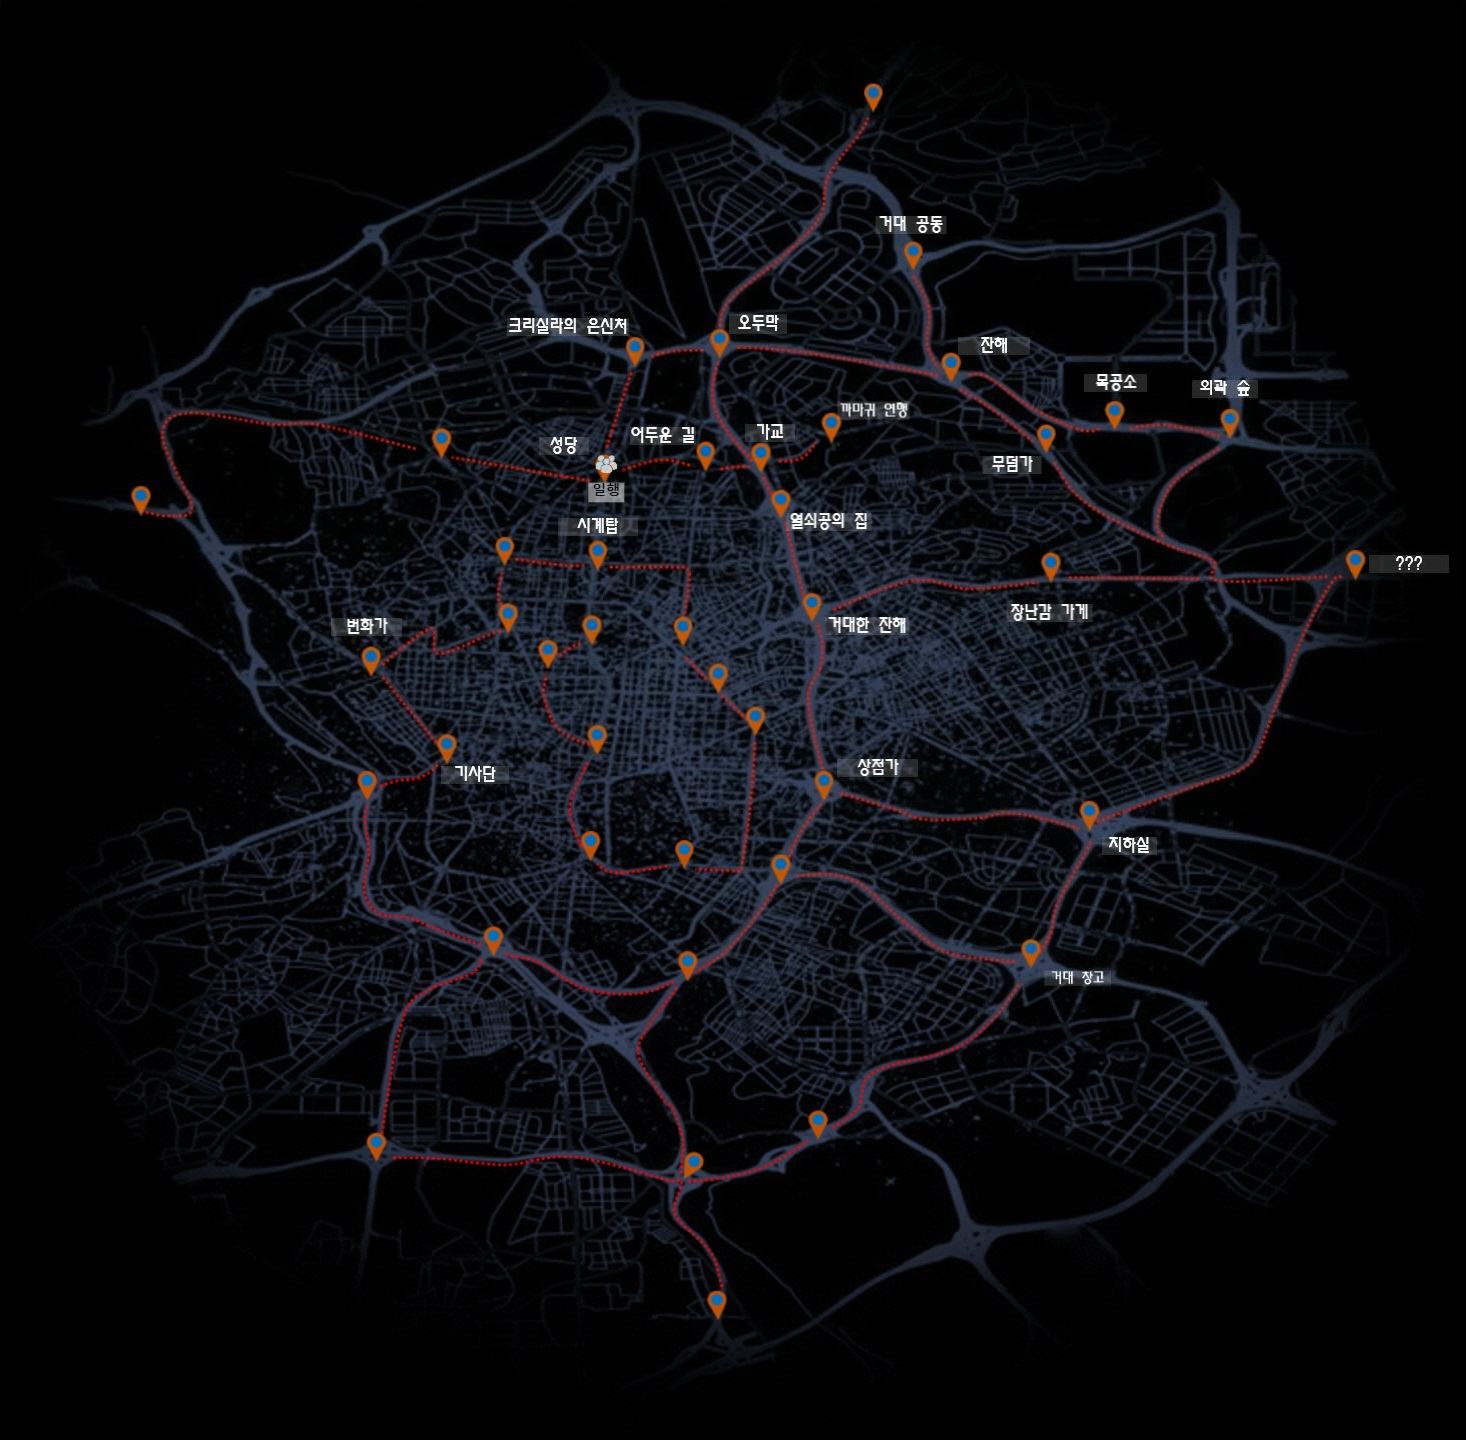 거대 공동
크리실라의 은신처
오두막
잔해
목공소
외곽 숲
까마귀 연맹
성당
어두운 길
가교
무덤가
일행
시계탑
열쇠공의 집
???
장난감 가게
번화가
거대한 잔해
기사단
상점가
지하실
거대 창고